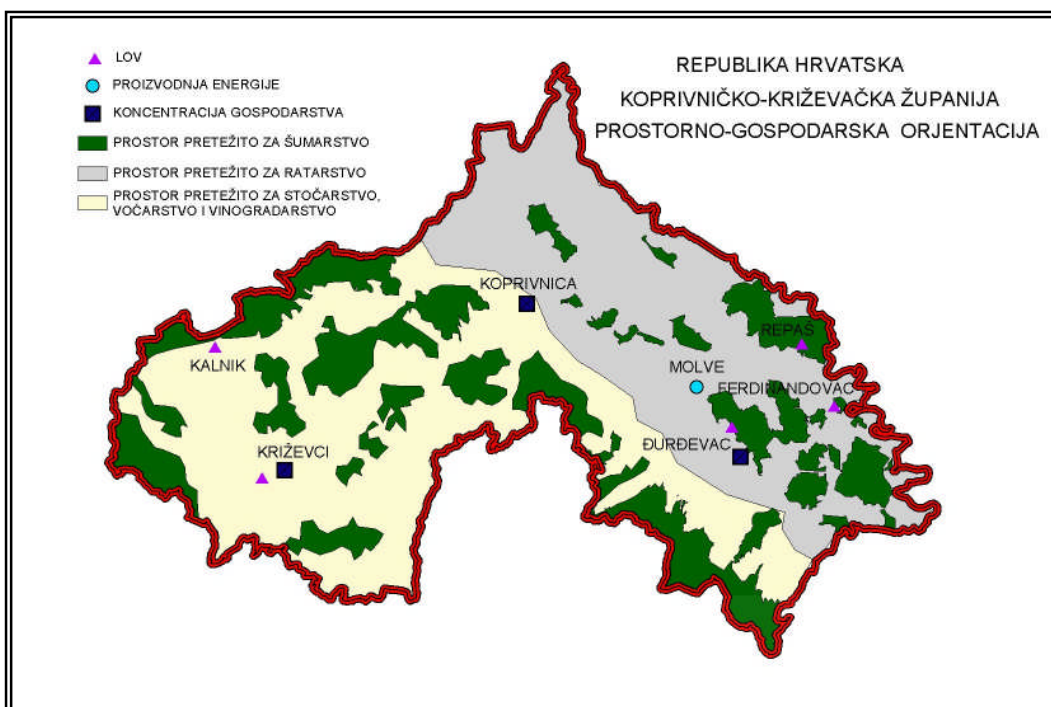 LOV
PROIZVODNJA ENERGIJE
KONCENTRACIJA GOSPODARSTVA
PROSTOR PRETEŽITO ZA ŠUMARSTVO
PROSTOR PRETEŽITO ZA RATARSTVO
PROSTOR PRETEŽITO ZA STOČARSTVO,
VOĆARSTVO I VINOGRADARSTVO
REPUBLIKA HRVATSKA
KOPRIVNIČKO-KRIŽEVAČKA ŽUPANIJA
PROSTORNO-GOSPODARSKA ORJENTACIJA
KOPRIVNICA
REPAŠ
KALNIK
MOLVE
FERDINANDOVAC
KRIŽEVCI
ĐURĐEVAC